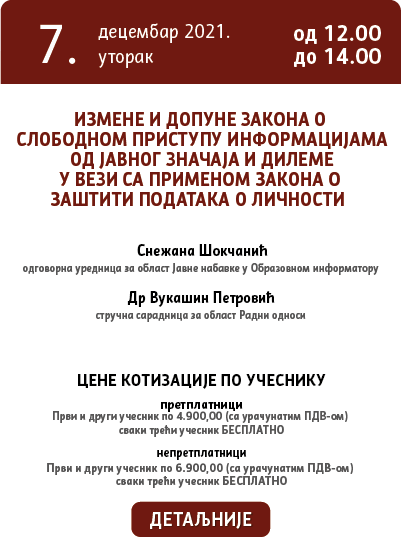 7.
децембар 2021.
уторак
од 12.00
до 14.00
ИЗМЕНЕ И ДОПУНЕ ЗАКОНА О
СЛОБОДНОМ ПРИСТУПУ ИНФОРМАЦИЈАМА
ОД ЈАВНОГ ЗНАЧАЈА И ДИЛЕМЕ
У ВЕЗИ СА ПРИМЕНОМ ЗАКОНА О
ЗАШТИТИ ПОДАТАКА О ЛИЧНОСТИ
Снежана Шокчанић
одговорна уредница за област Јавне набавке у Образовном информатору
Др Вукашин Петровић
стручна сарадница за област Радни односи
ЦЕНЕ КОТИЗАЦИЈЕ ПО УЧЕСНИКУ
претплатници
Први и други учесник по 4.900,00 (са урачунатим ПДВ-ом)
сваки трећи учесник БЕСПЛАТНО
непретплатници
Први и други учесник по 6.900,00 (са урачунатим ПДВ-ом)
сваки трећи учесник БЕСПЛАТНО
ДЕТАЉНИЈЕ